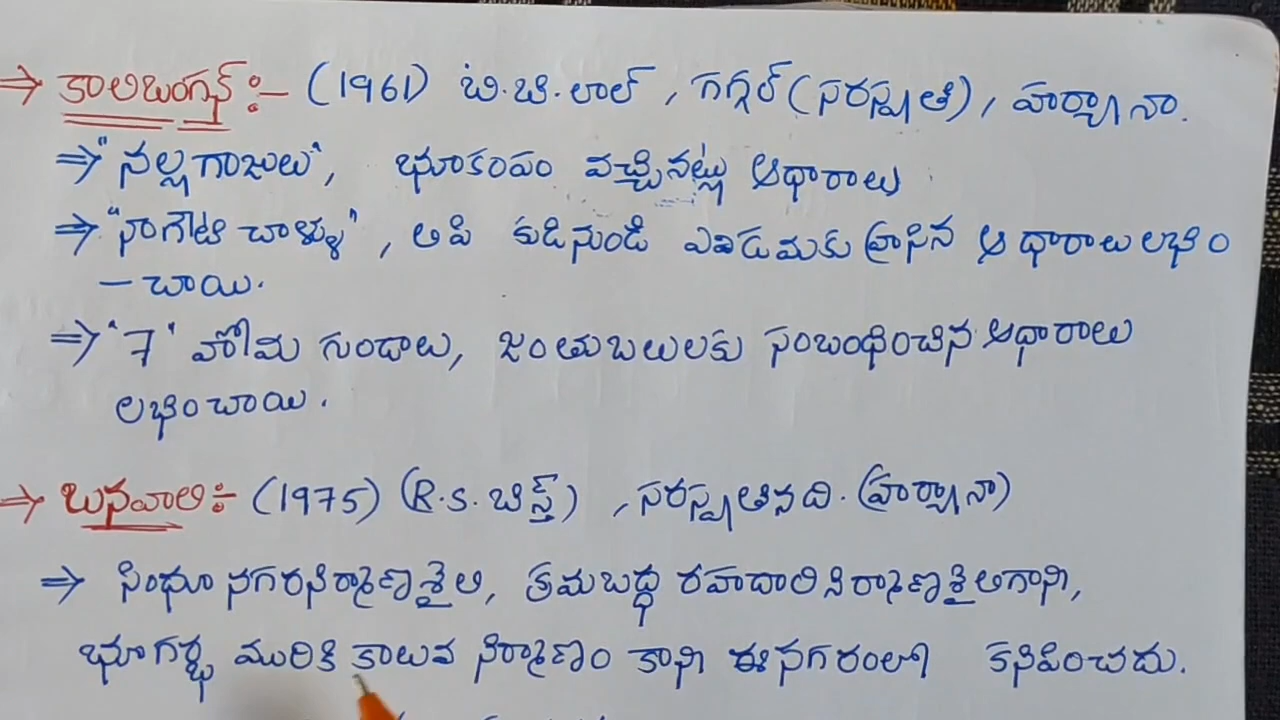 → కాలిబంగన్ :- (1961) బి.బి.లాల్, గగ్గర్ (సరస్వతి), హర్యానా.
⇒ "నల్లగాజులు", భూకంపం వచ్చినట్లు ఆధారాలు
⇒ "నాగేటి చాళ్ళు", లిపి కుడినుండి ఎడమకు వ్రాసిన ఆధారాలు లభిం
- చాయి.
⇒ "7" హోమ గుండాలు, జంతుబలులకు సంబంధించిన ఆధారాలు
లభించాయి.
→ బనవాలి :- (1975) (R.S. బిస్త్), సరస్వతినది. (హర్యానా)
⇒ సింధూ నగరనిర్మాణశైలి, క్రమబద్ధ రహదారి నిర్మాణశైలిగాని,
భూగర్భ మురికి కాలువ నిర్మాణం కాని ఈనగరంలో కనిపించదు.